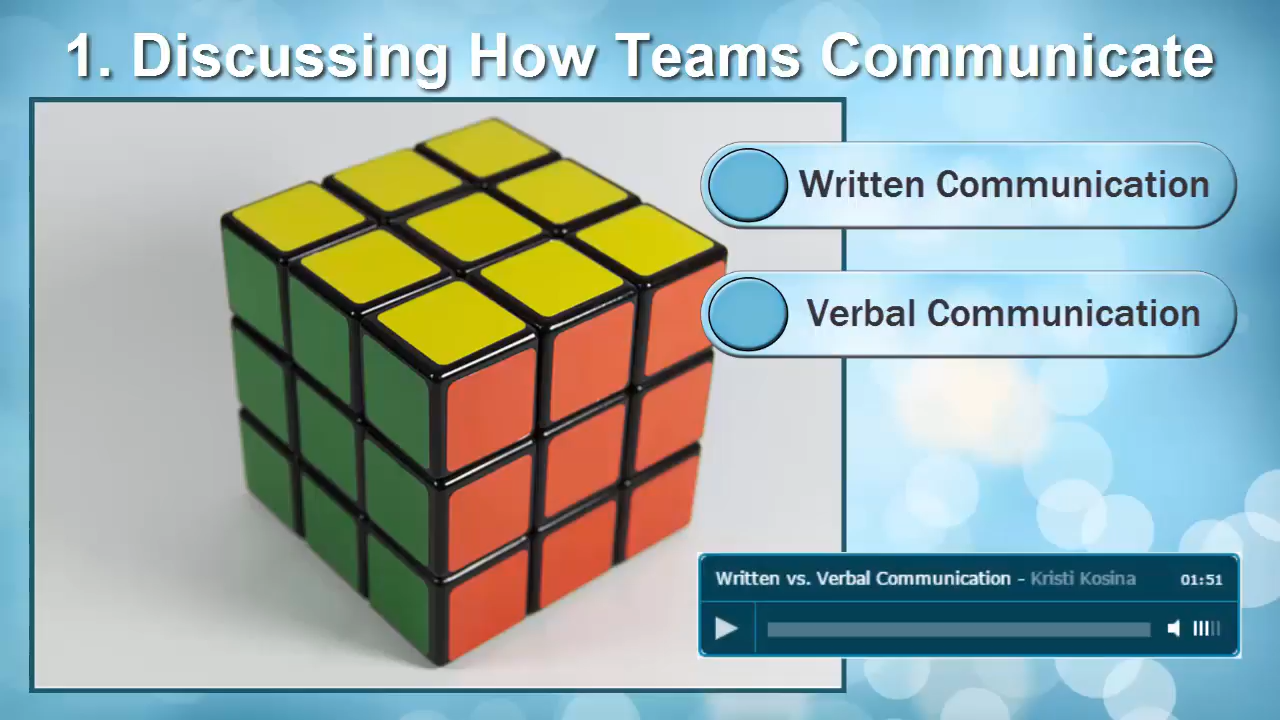 1. Discussing How Teams Communicate
Written Communication
Verbal Communication
Written vs. Verbal Communication - Kristi Kosina 01:51